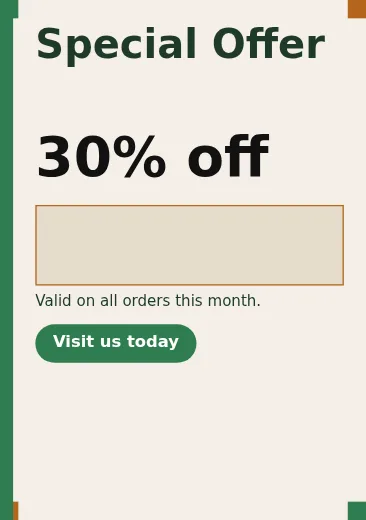 Special Offer
30% off
Valid on all orders this month.
Visit us today